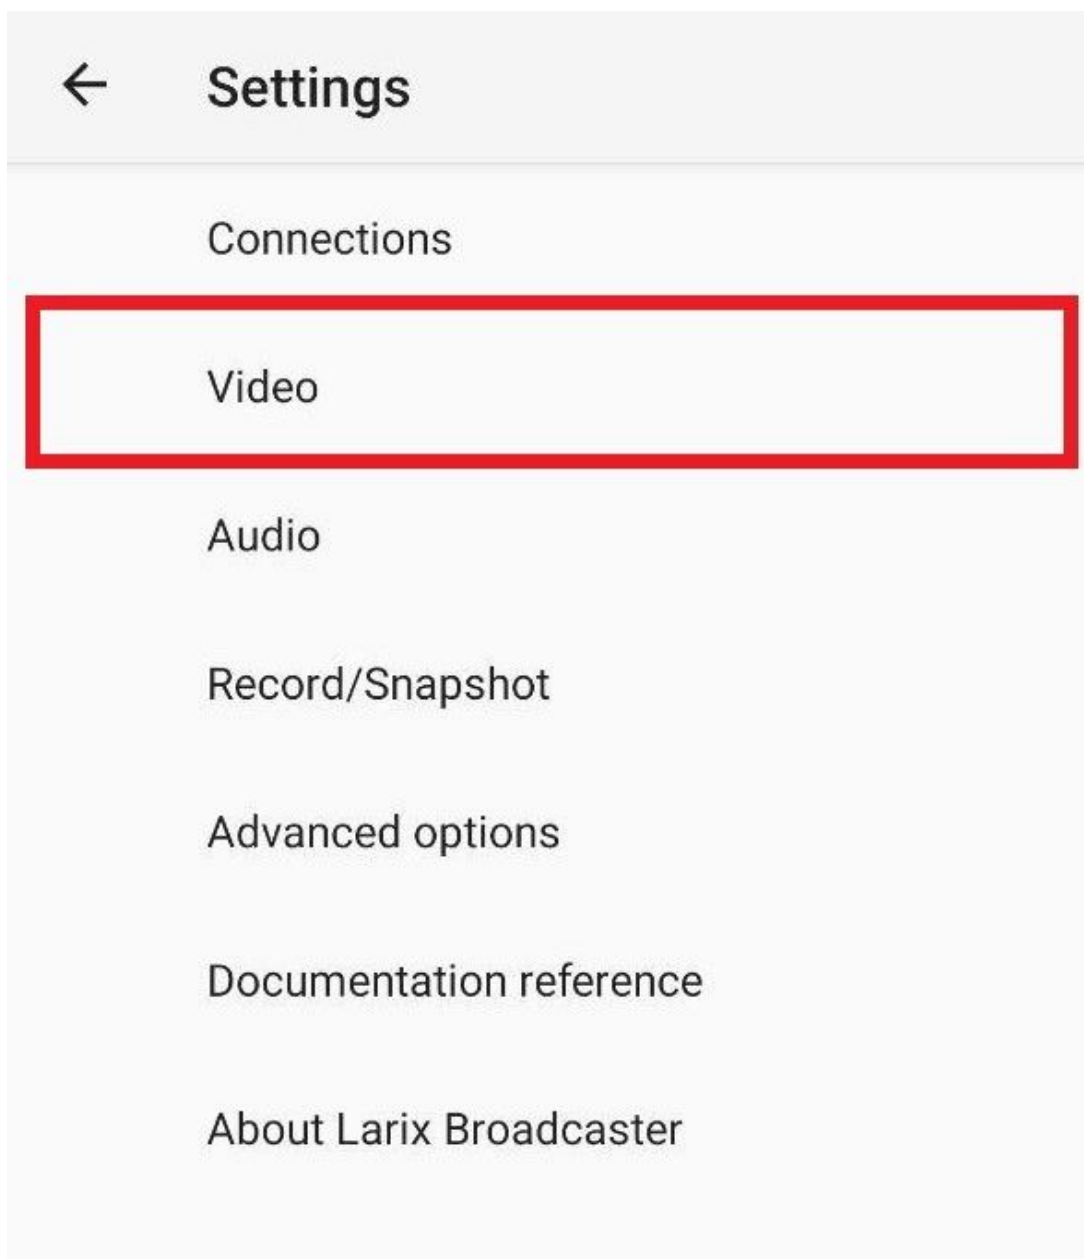 Settings
Connections
Video
Audio
Record/Snapshot
Advanced options
Documentation reference
About Larix Broadcaster